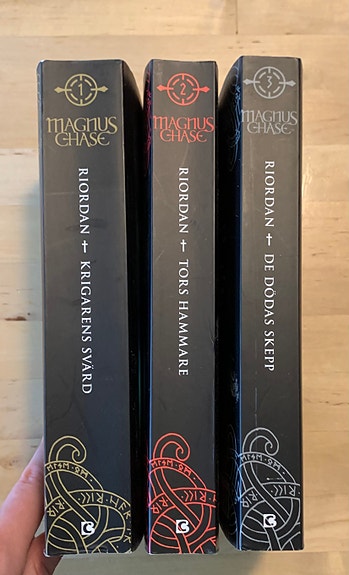 1
MAGNUS
CHASE
RIORDAN † KRIGARENS SVÄRD
2
MAGNUS
CHASE
RIORDAN † TORS HAMMARE
3
MAGNUS
CHASE
RIORDAN † DE DÖDAS SKEPP